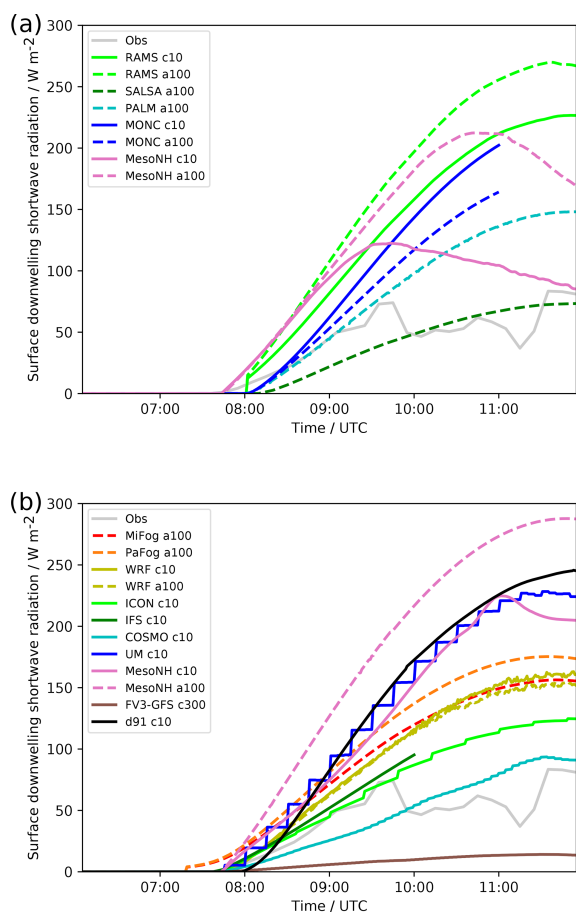 (a)
Surface downwelling shortwave radiation / W m-2
300
250
200
150
100
50
0
Obs
RAMS c10
RAMS a100
SALSA a100
PALM a100
MONC c10
MONC a100
MesoNH c10
MesoNH a100
07:00 08:00 09:00 10:00 11:00
Time / UTC
(b)
Surface downwelling shortwave radiation / W m-2
300
250
200
150
100
50
0
Obs
MiFog a100
PaFog a100
WRF c10
WRF a100
ICON c10
IFS c10
COSMO c10
UM c10
MesoNH c10
MesoNH a100
FV3-GFS c300
d91 c10
07:00 08:00 09:00 10:00 11:00
Time / UTC